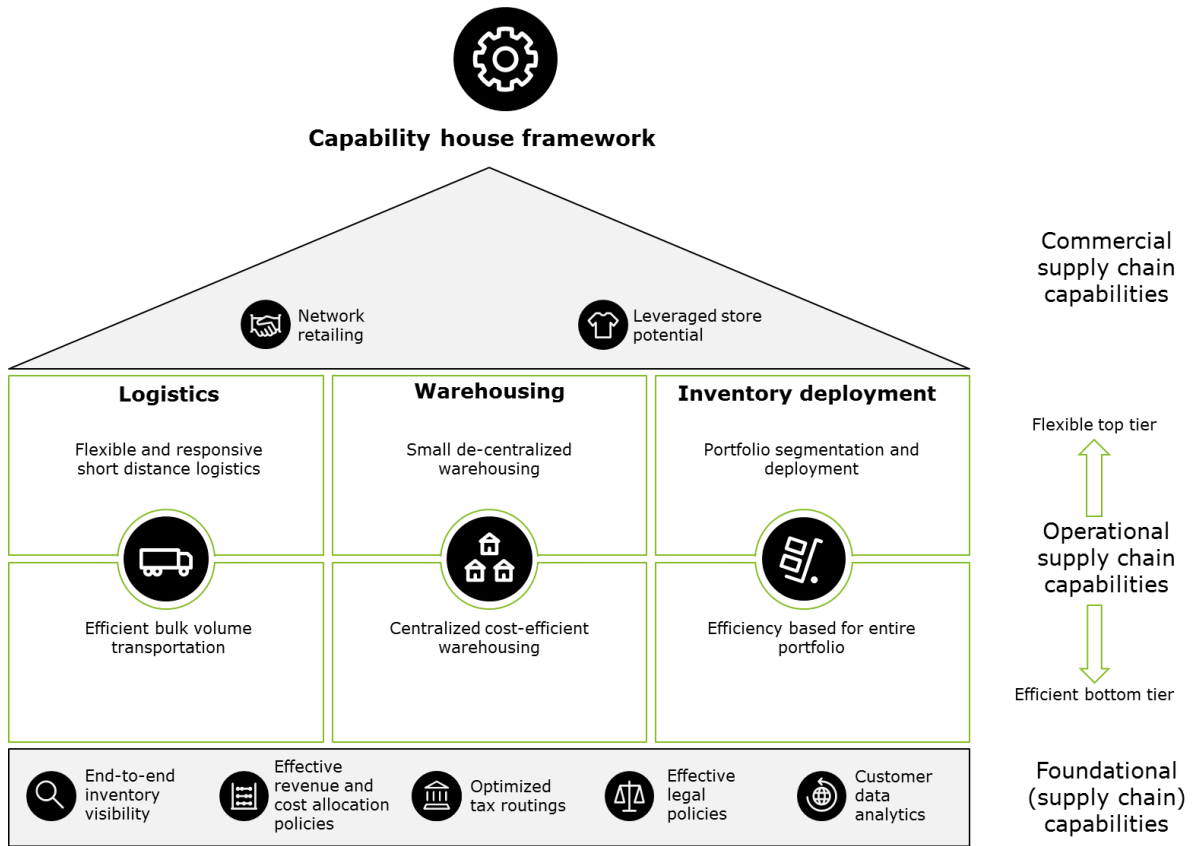 Capability house framework
Commercial
supply chain
capabilities
Network
retailing
Leveraged store
potential
Logistics
Warehousing
Inventory deployment
Flexible and responsive
short distance logistics
Small de-centralized
warehousing
Portfolio segmentation and
deployment
Flexible top tier
Operational
supply chain
capabilities
Efficient bulk volume
transportation
Centralized cost-efficient
warehousing
Efficiency based for entire
portfolio
Efficient bottom tier
End-to-end
inventory
visibility
Effective
revenue and
cost allocation
policies
Optimized
tax routings
Effective
legal
policies
Customer
data
analytics
Foundational
(supply chain)
capabilities